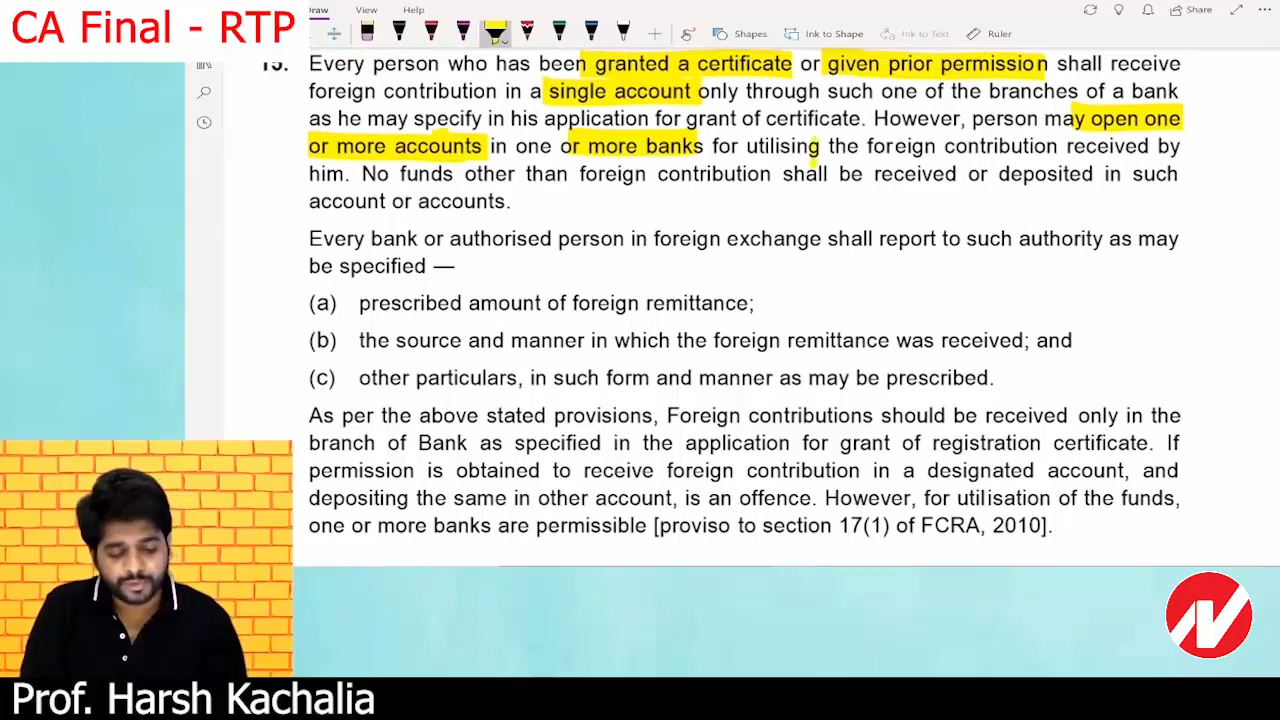 CA Final - RTP
Draw View Help Acrobat
Share
Shapes Ink to Shape Ink to Text Ruler
15. Every person who has been granted a certificate or given prior permission shall receive
foreign contribution in a single account only through such one of the branches of a bank
as he may specify in his application for grant of certificate. However, person may open one
or more accounts in one or more banks for utilising the foreign contribution received by
him. No funds other than foreign contribution shall be received or deposited in such
account or accounts.
Every bank or authorised person in foreign exchange shall report to such authority as may
be specified —
(a) prescribed amount of foreign remittance;
(b) the source and manner in which the foreign remittance was received; and
(c) other particulars, in such form and manner as may be prescribed.
As per the above stated provisions, Foreign contributions should be received only in the
branch of Bank as specified in the application for grant of registration certificate. If
permission is obtained to receive foreign contribution in a designated account, and
depositing the same in other account, is an offence. However, for utilisation of the funds,
one or more banks are permissible [proviso to section 17(1) of FCRA, 2010].
Prof. Harsh Kachalia